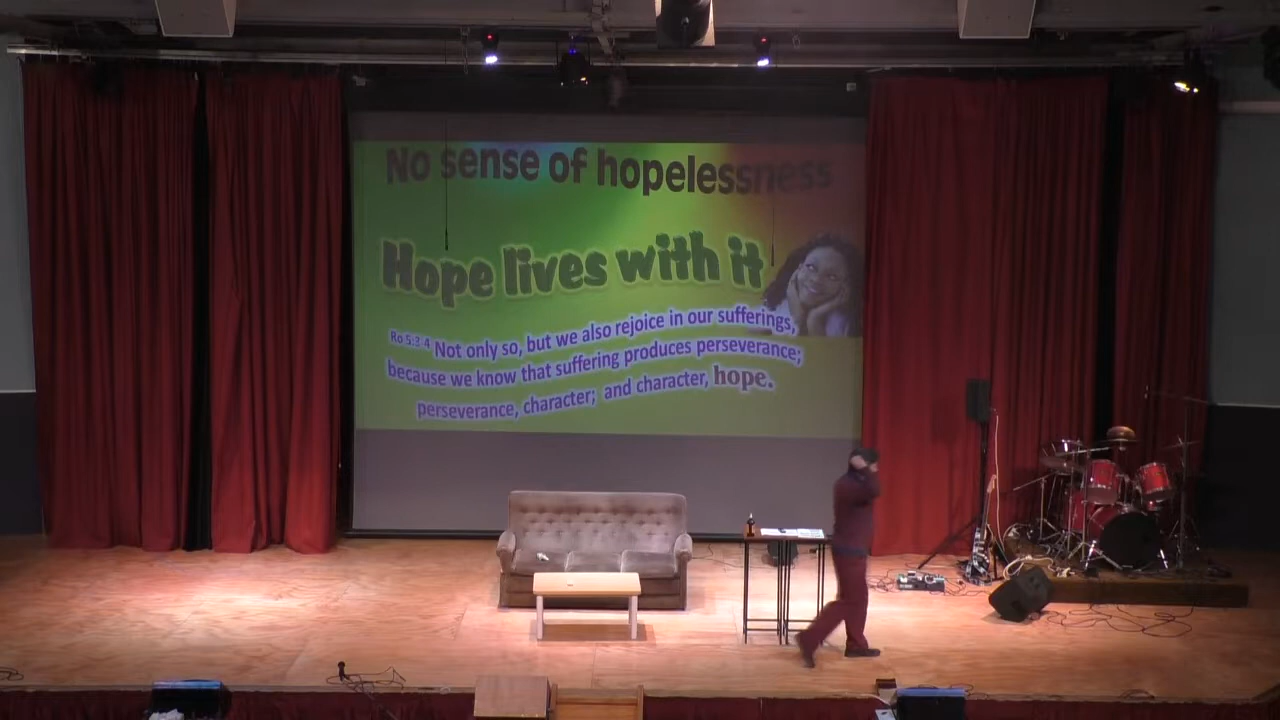 No sense of hopelessness
Hope lives with it
Ro 5:3-4 Not only so, but we also rejoice in our sufferings,
because we know that suffering produces perseverance;
perseverance, character; and character, hope.